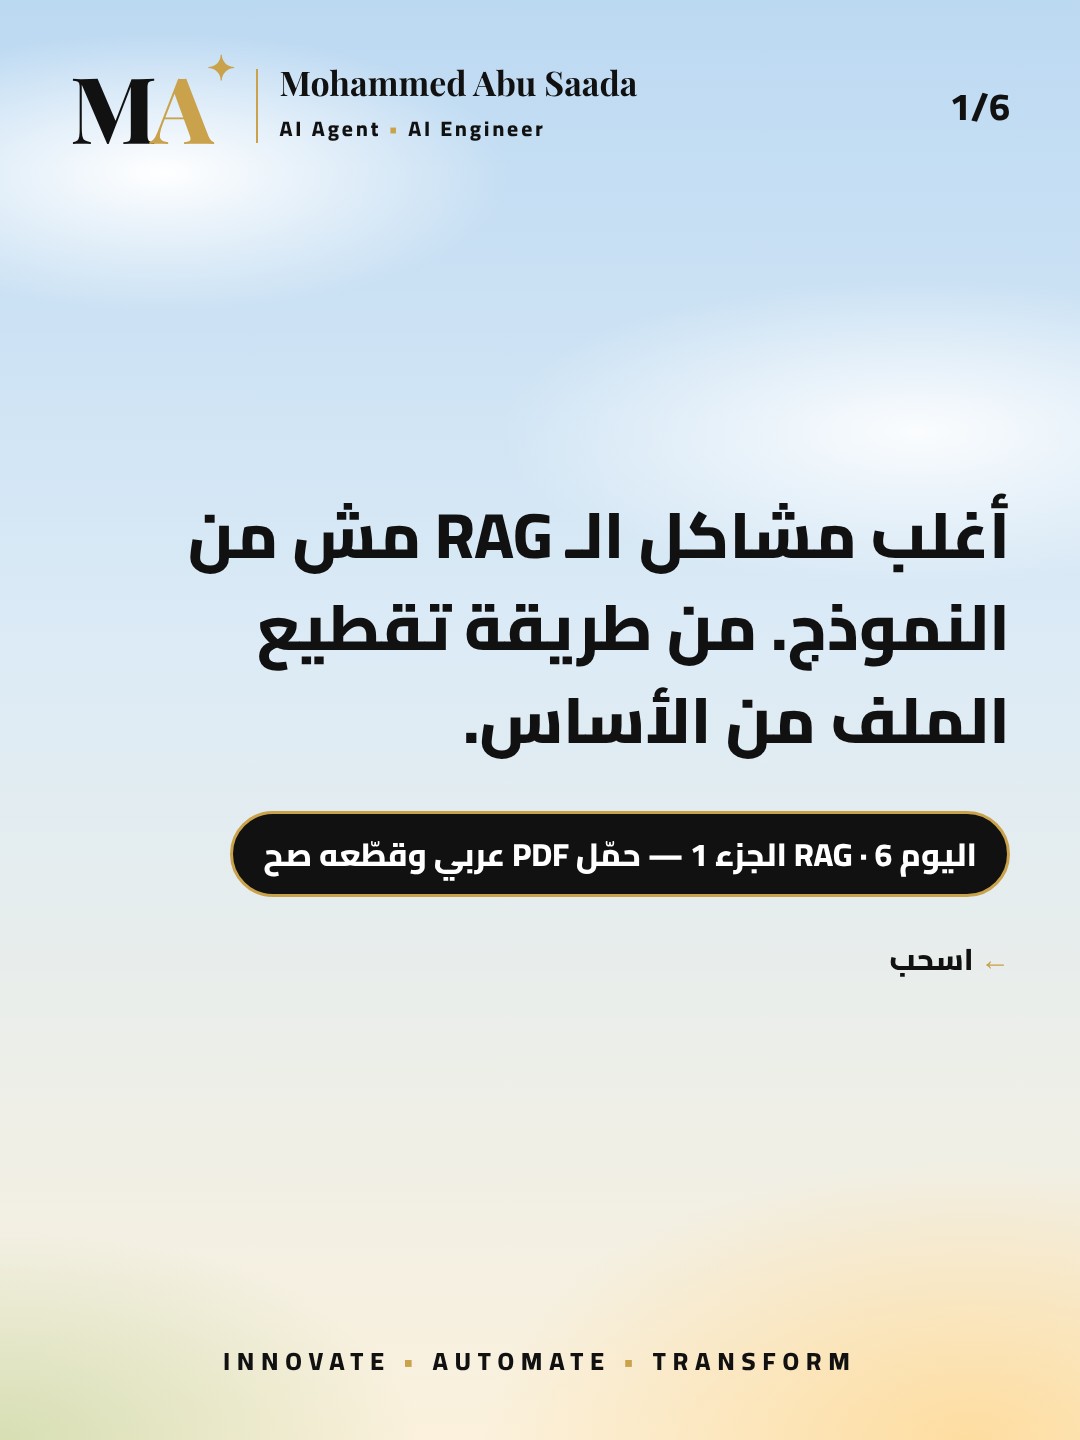 MA
Mohammed Abu Saada
AI Agent ▪ AI Engineer
1/6
أغلب مشاكل الـ RAG مش من
النموذج. من طريقة تقطيع
الملف من الأساس.
اليوم 6 · RAG الجزء 1 — حمّل PDF عربي وقطّعه صح
← اسحب
INNOVATE ▪ AUTOMATE ▪ TRANSFORM